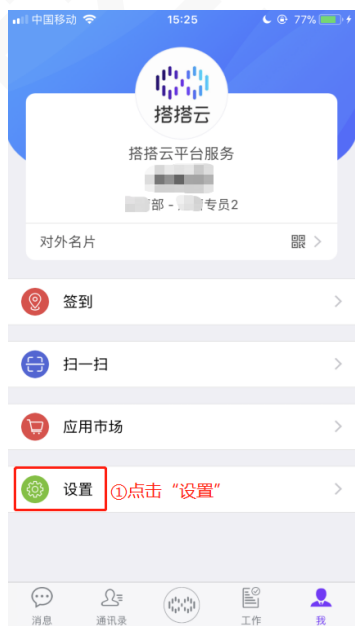 中国移动 15:25 77%
搭搭云
搭搭云平台服务
部 - 专员2
对外名片
签到
扫一扫
应用市场
设置 ①点击“设置”
消息 通讯录 工作 我